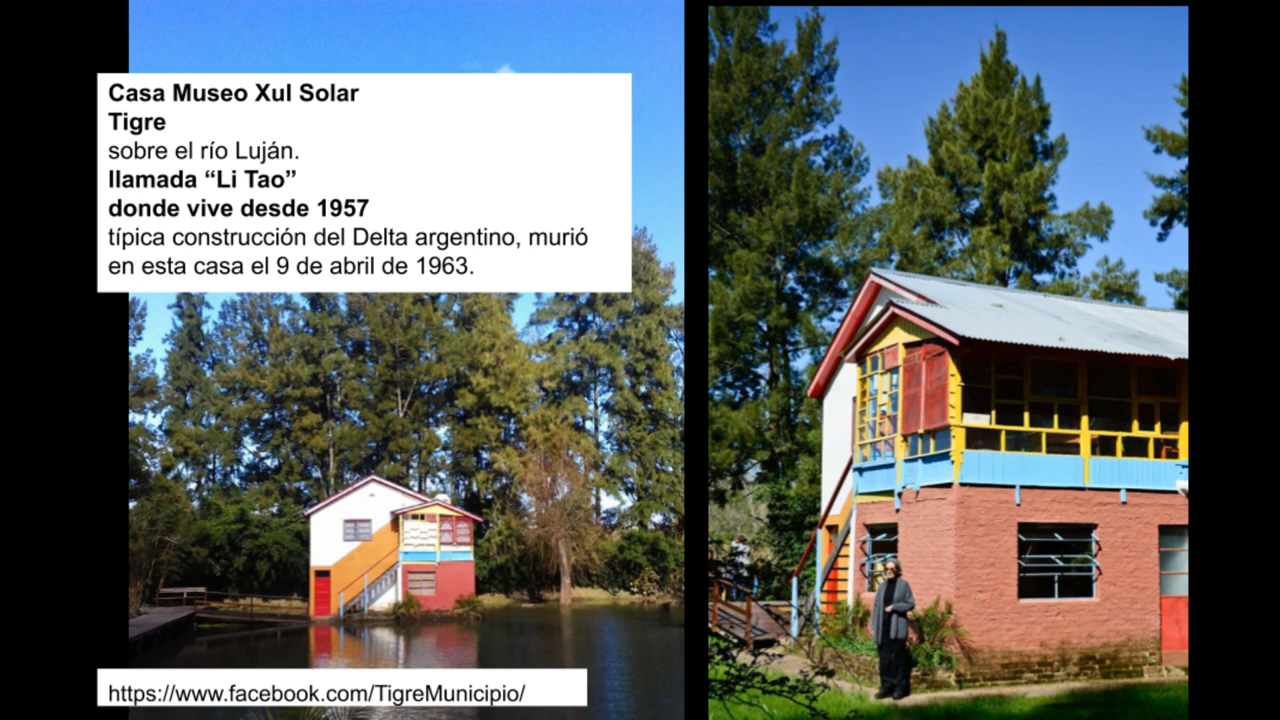 Casa Museo Xul Solar
Tigre
sobre el río Luján.
llamada “Li Tao”
donde vive desde 1957
típica construcción del Delta argentino, murió
en esta casa el 9 de abril de 1963.
https://www.facebook.com/TigreMunicipio/